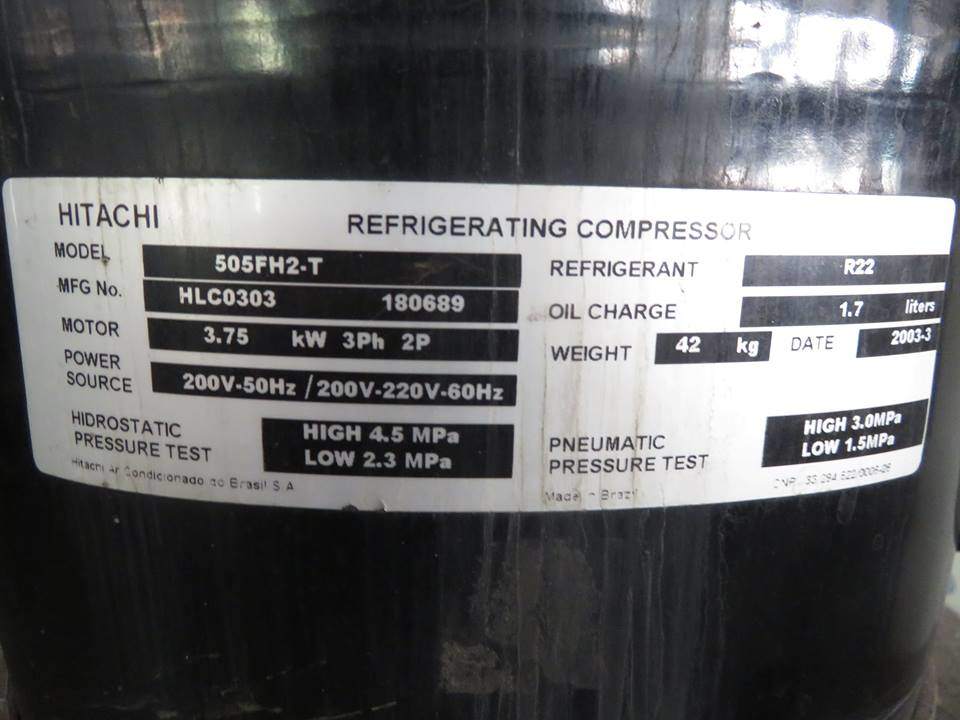 HITACHI REFRIGERATING COMPRESSOR
MODEL 505FH2-T
MFG No. HLC0303 180689
MOTOR 3.75 kW 3Ph 2P
POWER SOURCE 200V-50Hz / 200V-220V-60Hz
HIDROSTATIC PRESSURE TEST HIGH 4.5 MPa
LOW 2.3 MPa
Hitachi Ar Condicionado do Brasil S.A
REFRIGERANT R22
OIL CHARGE 1.7 liters
WEIGHT 42 kg DATE 2003-3
PNEUMATIC PRESSURE TEST HIGH 3.0MPa
LOW 1.5MPa
Made in Brazil